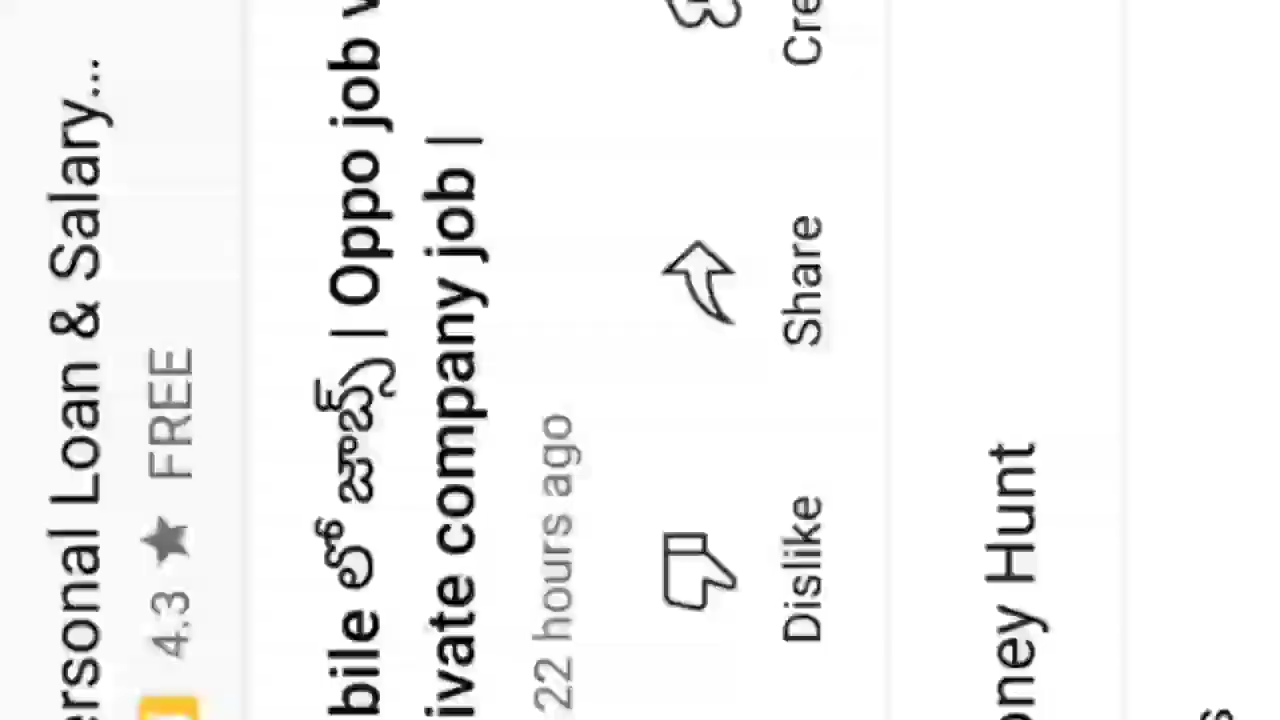 ersonal Loan & Salary...
4.3 ★ FREE
bile లో జాబ్స్ | Oppo job
ivate company job |
22 hours ago
Dislike Share Cre
oney Hunt